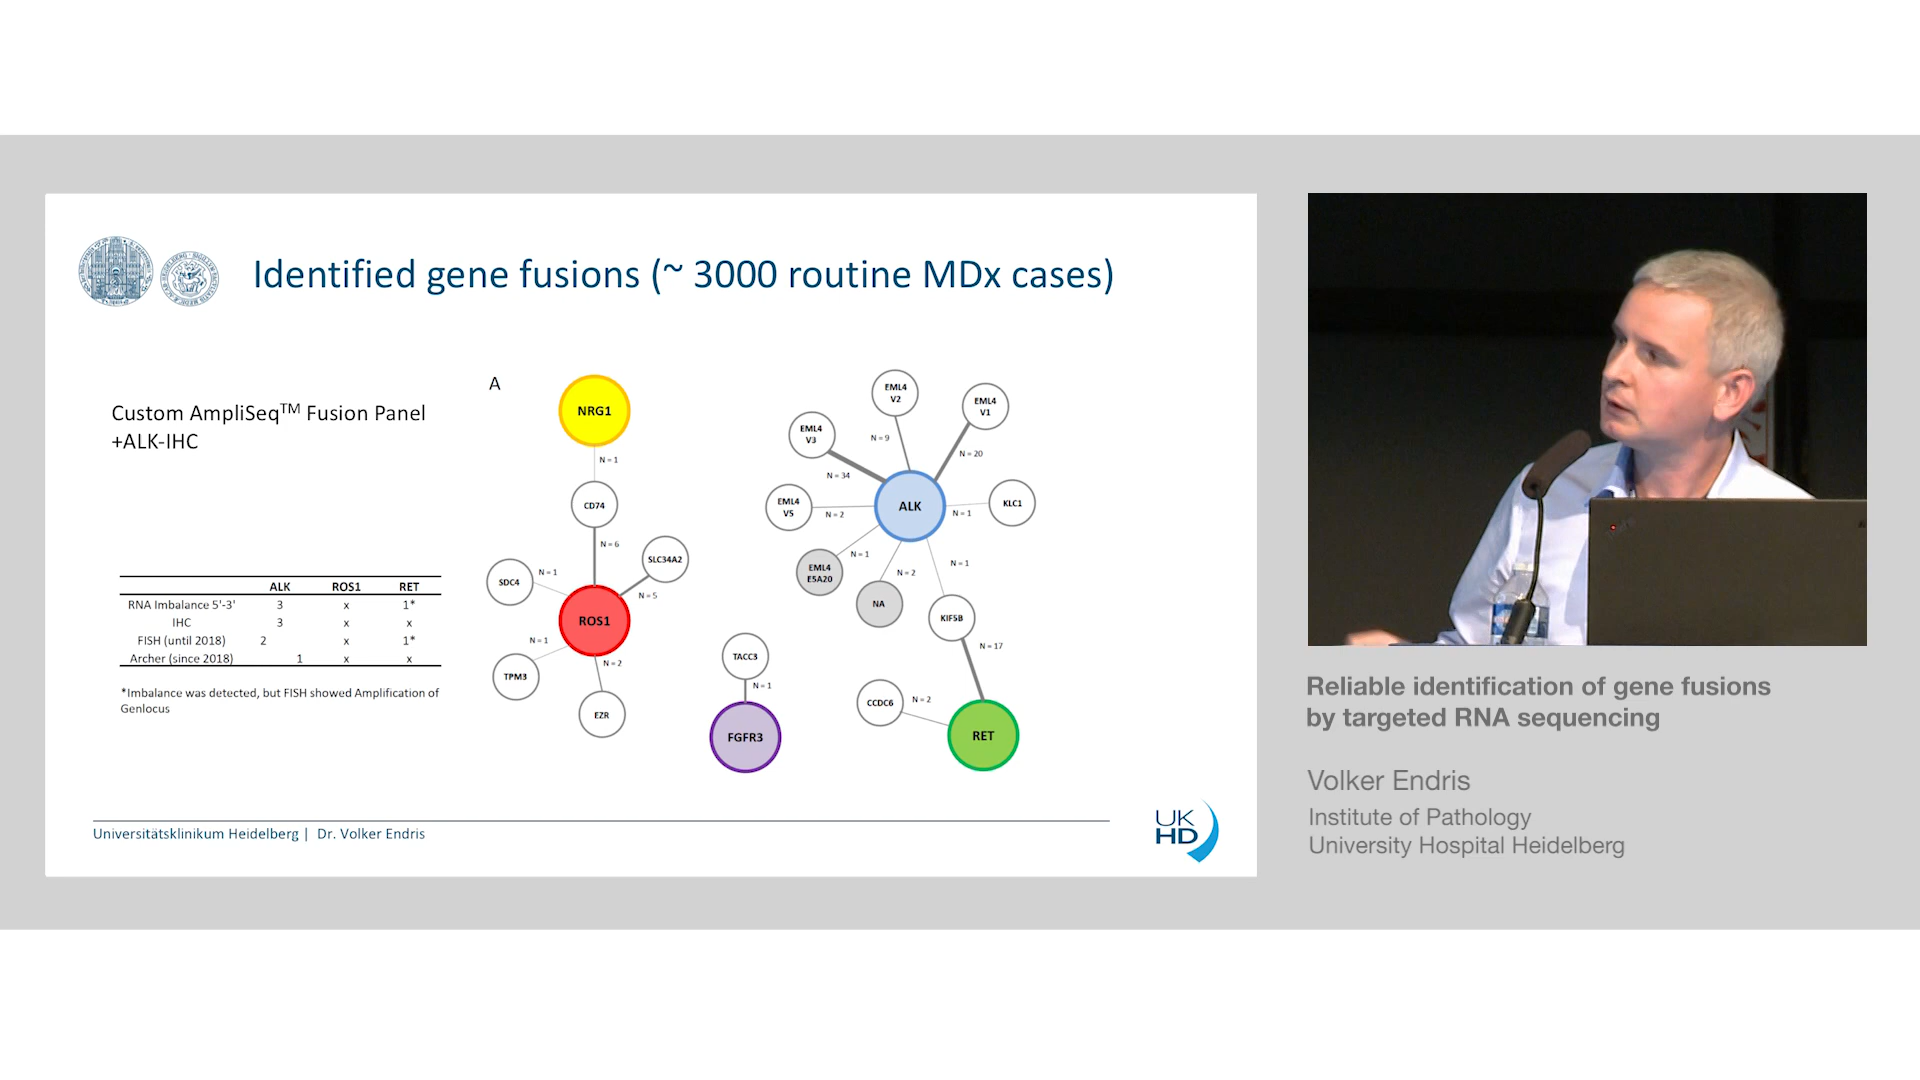 Identified gene fusions (~ 3000 routine MDx cases)
Custom AmpliSeqTM Fusion Panel
+ALK-IHC
ALK ROS1 RET
RNA Imbalance 5'-3' 3 x 1*
IHC 3 x x
FISH (until 2018) 2 x 1*
Archer (since 2018) 1 x x
*Imbalance was detected, but FISH showed Amplification of
Genlocus
A
NRG1
N = 1
CD74
N = 6
SLC34A2
N = 5
SDC4
N = 1
ROS1
N = 1
TPM3
N = 2
EZR
TACC3
N = 1
FGFR3
EML4
V2
N = 9
EML4
V1
N = 20
EML4
V3
N = 34
EML4
V5
N = 2
ALK
N = 1
KLC1
EML4
E5A20
N = 1
NA
N = 2
N = 1
KIF5B
N = 17
CCDC6
N = 2
RET
Universitätsklinikum Heidelberg | Dr. Volker Endris
UK
HD
Reliable identification of gene fusions
by targeted RNA sequencing
Volker Endris
Institute of Pathology
University Hospital Heidelberg